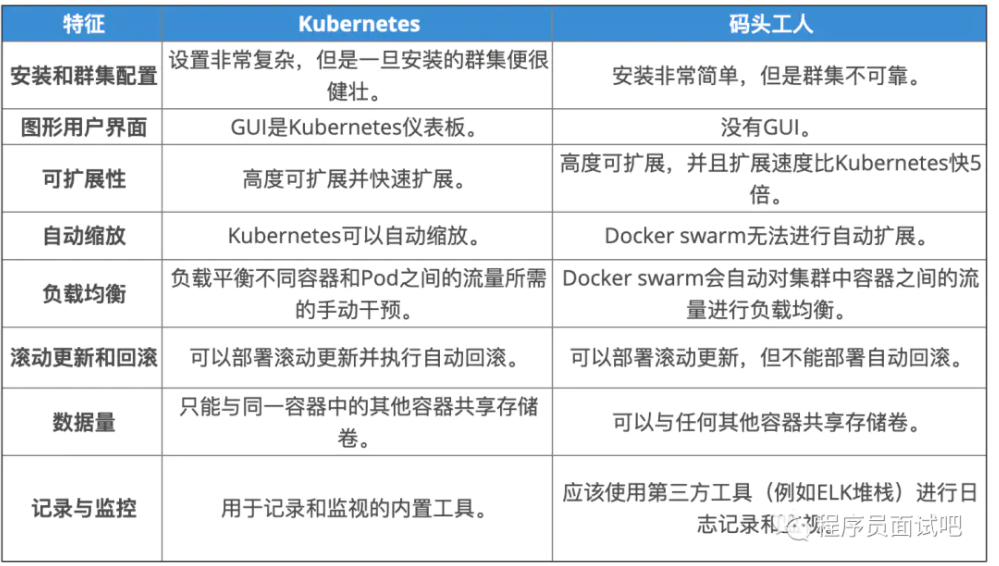 特征 Kubernetes 码头工人
安装和群集配置 设置非常复杂，但是一旦安装的群集便很
健壮。 安装非常简单，但是群集不可靠。
图形用户界面 GUI是Kubernetes仪表板。 没有GUI。
可扩展性 高度可扩展并快速扩展。 高度可扩展，并且扩展速度比Kubernetes快5
倍。
自动缩放 Kubernetes可以自动缩放。 Docker swarm无法进行自动扩展。
负载均衡 负载平衡不同容器和Pod之间的流量所需
的手动干预。 Docker swarm会自动对集群中容器之间的流
量进行负载均衡。
滚动更新和回滚 可以部署滚动更新并执行自动回滚。 可以部署滚动更新，但不能部署自动回滚。
数据量 只能与同一容器中的其他容器共享存储
卷。 可以与任何其他容器共享存储卷。
记录与监控 用于记录和监视的内置工具。 应该使用第三方工具（例如ELK堆栈）进行日
志记录和监视。
程序员面试吧